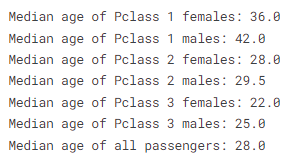 Median age of Pclass 1 females: 36.0
Median age of Pclass 1 males: 42.0
Median age of Pclass 2 females: 28.0
Median age of Pclass 2 males: 29.5
Median age of Pclass 3 females: 22.0
Median age of Pclass 3 males: 25.0
Median age of all passengers: 28.0